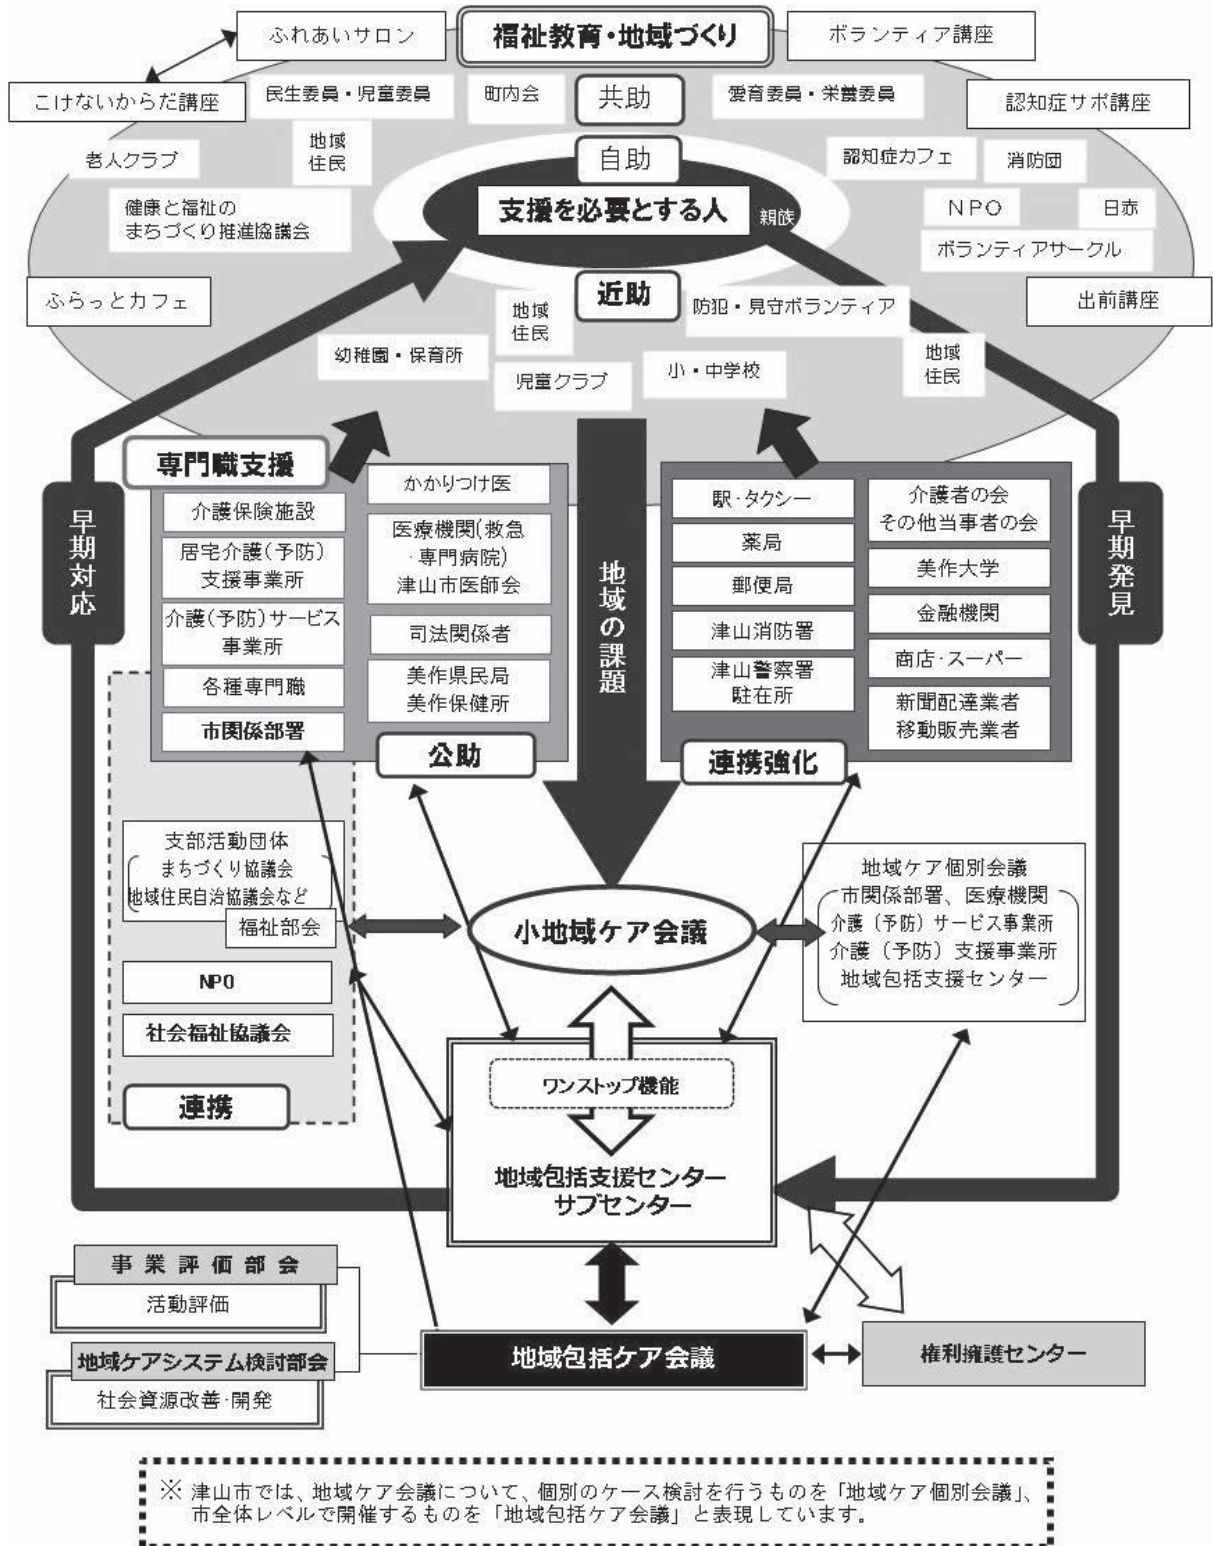 ふれあいサロン
福祉教育・地域づくり
ボランティア講座
こけないからだ講座
民生委員・児童委員
町内会
共助
愛育委員・栄養委員
認知症サポ講座
老人クラブ
地域
住民
自助
認知症カフェ
消防団
健康と福祉の
まちづくり推進協議会
支援を必要とする人
親族
NPO
日赤
ボランティアサークル
ふらっとカフェ
近助
出前講座
地域
住民
防犯・見守ボランティア
幼稚園・保育所
児童クラブ
小・中学校
地域
住民
専門職支援
早期対応
介護保険施設
居宅介護(予防)
支援事業所
介護(予防)サービス
事業所
各種専門職
市関係部署
かかりつけ医
医療機関(救急
・専門病院)
津山市医師会
司法関係者
美作県民局
美作保健所
公助
地域の課題
駅・タクシー
薬局
郵便局
津山消防署
津山警察署
駐在所
介護者の会
その他当事者の会
美作大学
金融機関
商店・スーパー
新聞配達業者
移動販売業者
連携強化
早期発見
支部活動団体
まちづくり協議会
地域住民自治協議会など
福祉部会
NPO
社会福祉協議会
連携
小地域ケア会議
地域ケア個別会議
市関係部署、医療機関
介護(予防)サービス事業所
介護(予防)支援事業所
地域包括支援センター
ワンストップ機能
地域包括支援センター
サブセンター
事業評価部会
活動評価
地域ケアシステム検討部会
社会資源改善・開発
地域包括ケア会議
権利擁護センター
※ 津山市では、地域ケア会議について、個別のケース検討を行うものを「地域ケア個別会議」、
市全体レベルで開催するものを「地域包括ケア会議」と表現しています。